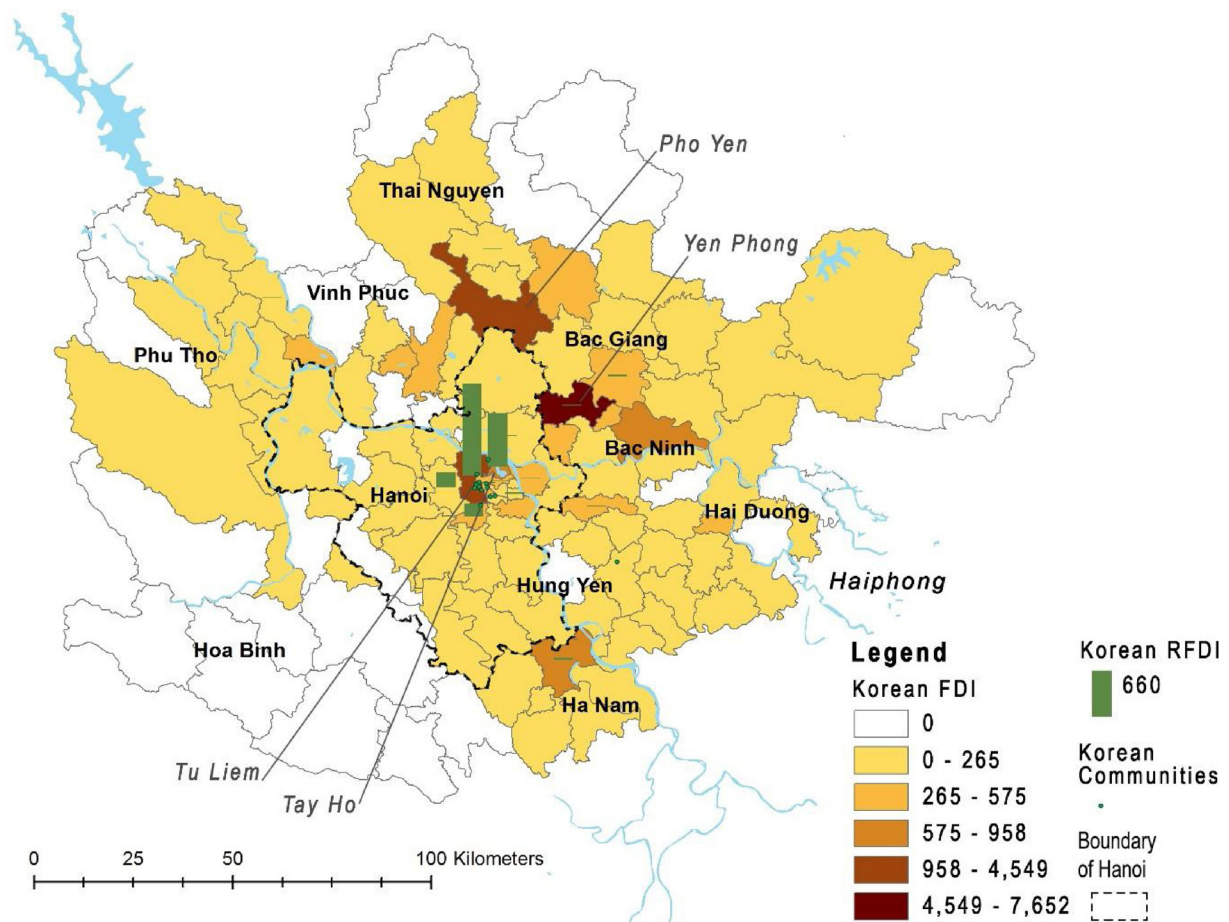 Pho Yen
Thai Nguyen
Yen Phong
Vinh Phuc
Bac Giang
Phu Tho
Bac Ninh
Hanoi
Hai Duong
Hung Yen
Haiphong
Hoa Binh
Ha Nam
Tu Liem
Tay Ho
0 25 50 100 Kilometers
Legend
Korean FDI
0
0 - 265
265 - 575
575 - 958
958 - 4,549
4,549 - 7,652
Korean RFDI
660
Korean
Communities
Boundary
of Hanoi